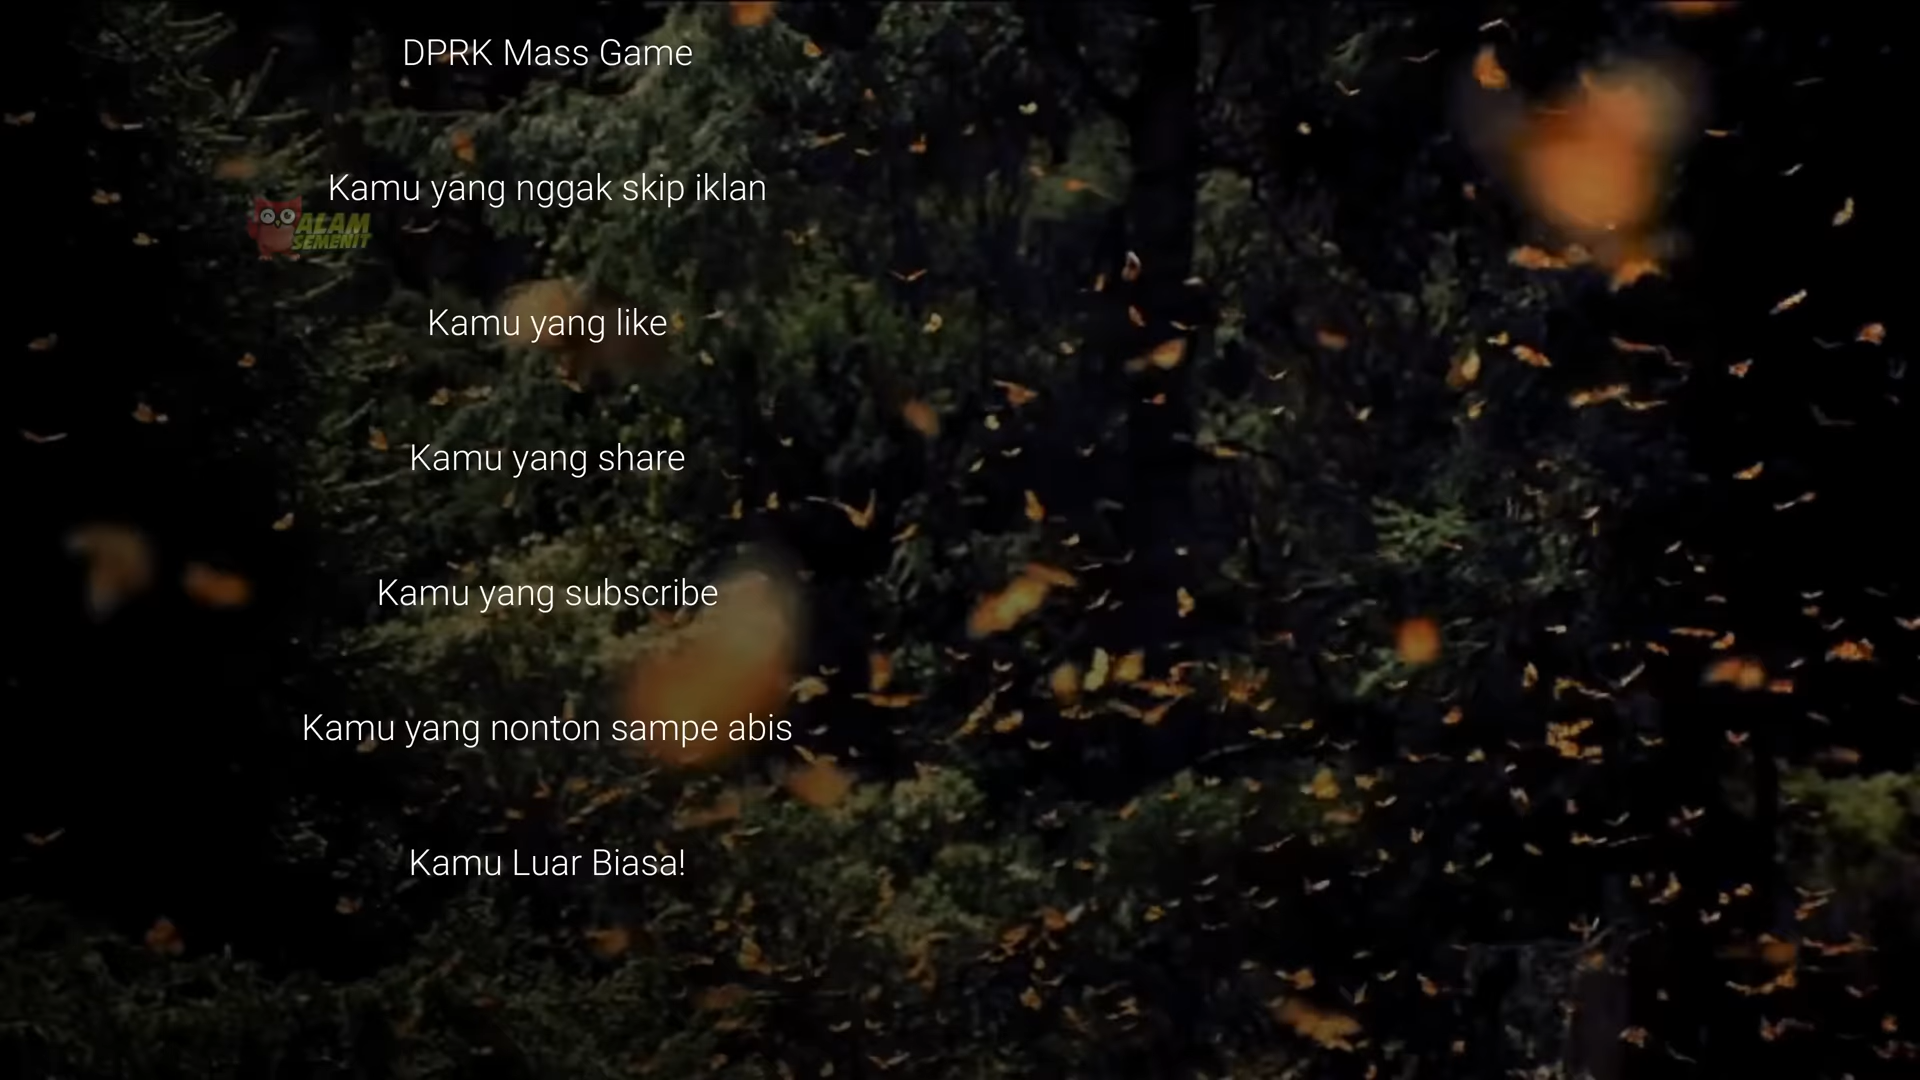 DPRK Mass Game
Kamu yang nggak skip iklan
ALAM
SEMENIT
Kamu yang like
Kamu yang share
Kamu yang subscribe
Kamu yang nonton sampe abis
Kamu Luar Biasa!